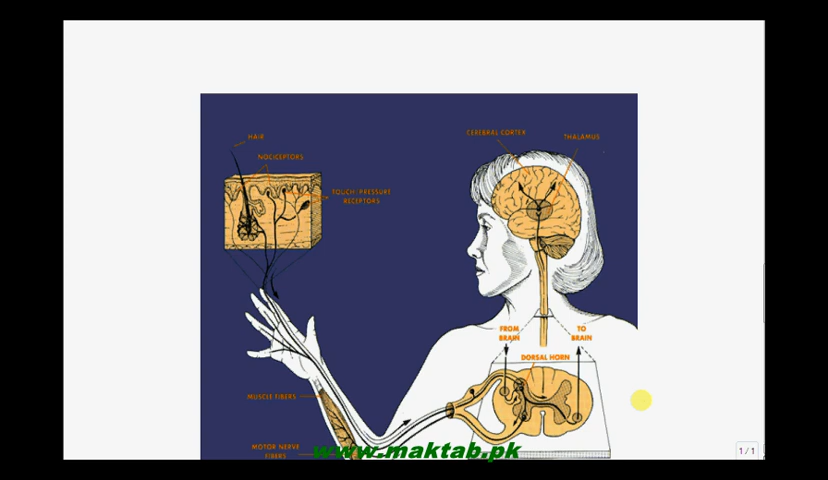 HAIR
NOCICEPTORS
TOUCH-PRESSURE
RECEPTORS
CEREBRAL CORTEX
THALAMUS
FROM
BRAIN
TO
BRAIN
DORSAL HORN
MUSCLE FIBERS
MOTOR NERVE
FIBERS
www.maktab.pk
1/1